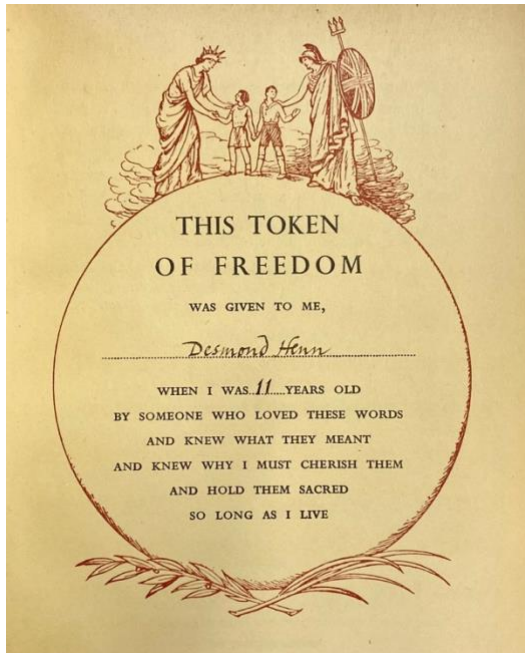 THIS TOKEN
OF FREEDOM
WAS GIVEN TO ME,
Desmond Henn
WHEN I WAS 11 YEARS OLD
BY SOMEONE WHO LOVED THESE WORDS
AND KNEW WHAT THEY MEANT
AND KNEW WHY I MUST CHERISH THEM
AND HOLD THEM SACRED
SO LONG AS I LIVE